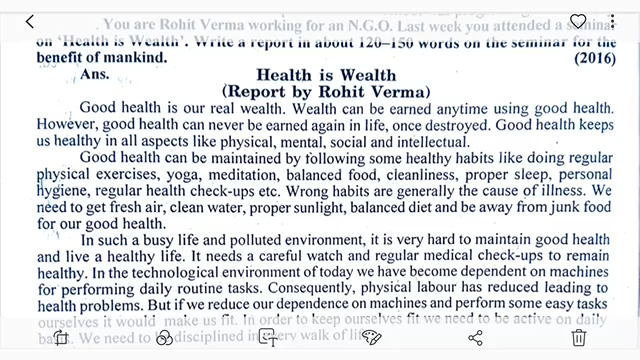 You are Rohit Verma working for an N.G.O. Last week you attended a seminar
on ‘Health is Wealth’. Write a report in about 120–150 words on the seminar for the
benefit of mankind. (2016)
Ans. Health is Wealth
(Report by Rohit Verma)
Good health is our real wealth. Wealth can be earned anytime using good health.
However, good health can never be earned again in life, once destroyed. Good health keeps
us healthy in all aspects like physical, mental, social and intellectual.
Good health can be maintained by following some healthy habits like doing regular
physical exercises, yoga, meditation, balanced food, cleanliness, proper sleep, personal
hygiene, regular health check-ups etc. Wrong habits are generally the cause of illness. We
need to get fresh air, clean water, proper sunlight, balanced diet and be away from junk food
for our good health.
In such a busy life and polluted environment, it is very hard to maintain good health
and live a healthy life. It needs a careful watch and regular medical check-ups to remain
healthy. In the technological environment of today we have become dependent on machines
for performing daily routine tasks. Consequently, physical labour has reduced leading to
health problems. But if we reduce our dependence on machines and perform some easy tasks
ourselves it would make us fit. In order to keep ourselves fit we need to be active on daily
We need to disciplined in every walk of